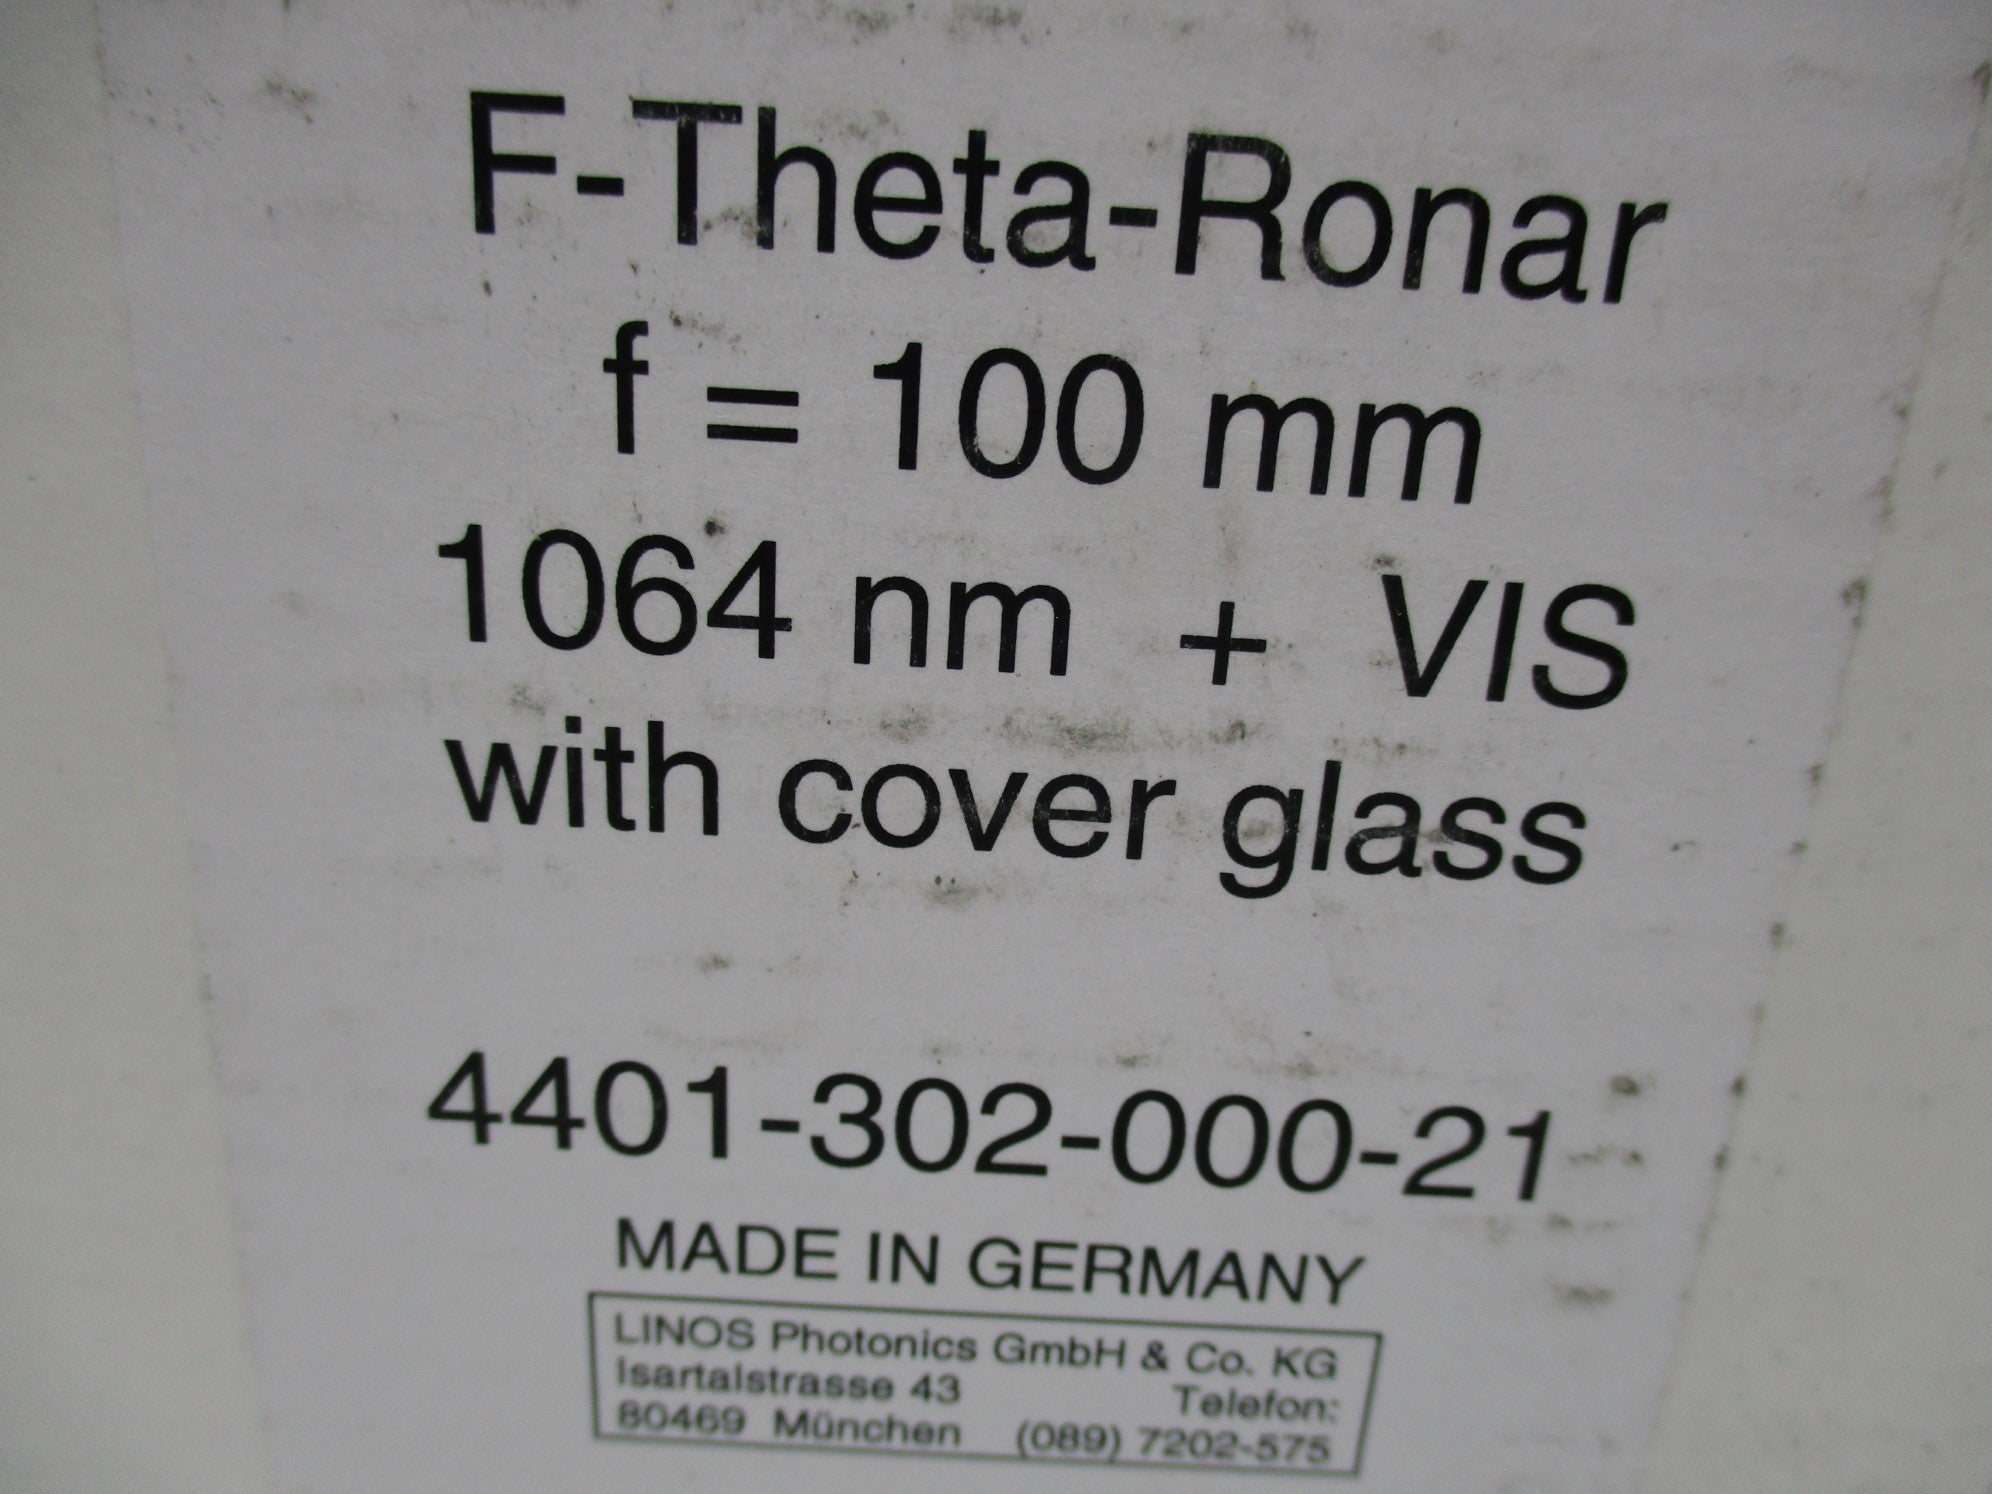 F-Theta-Ronar
f = 100 mm
1064 nm + VIS
with cover glass
4401-302-000-21
MADE IN GERMANY
LINOS Photonics GmbH & Co. KG
Isartalstrasse 43 Telefon:
80469 München (089) 7202-575